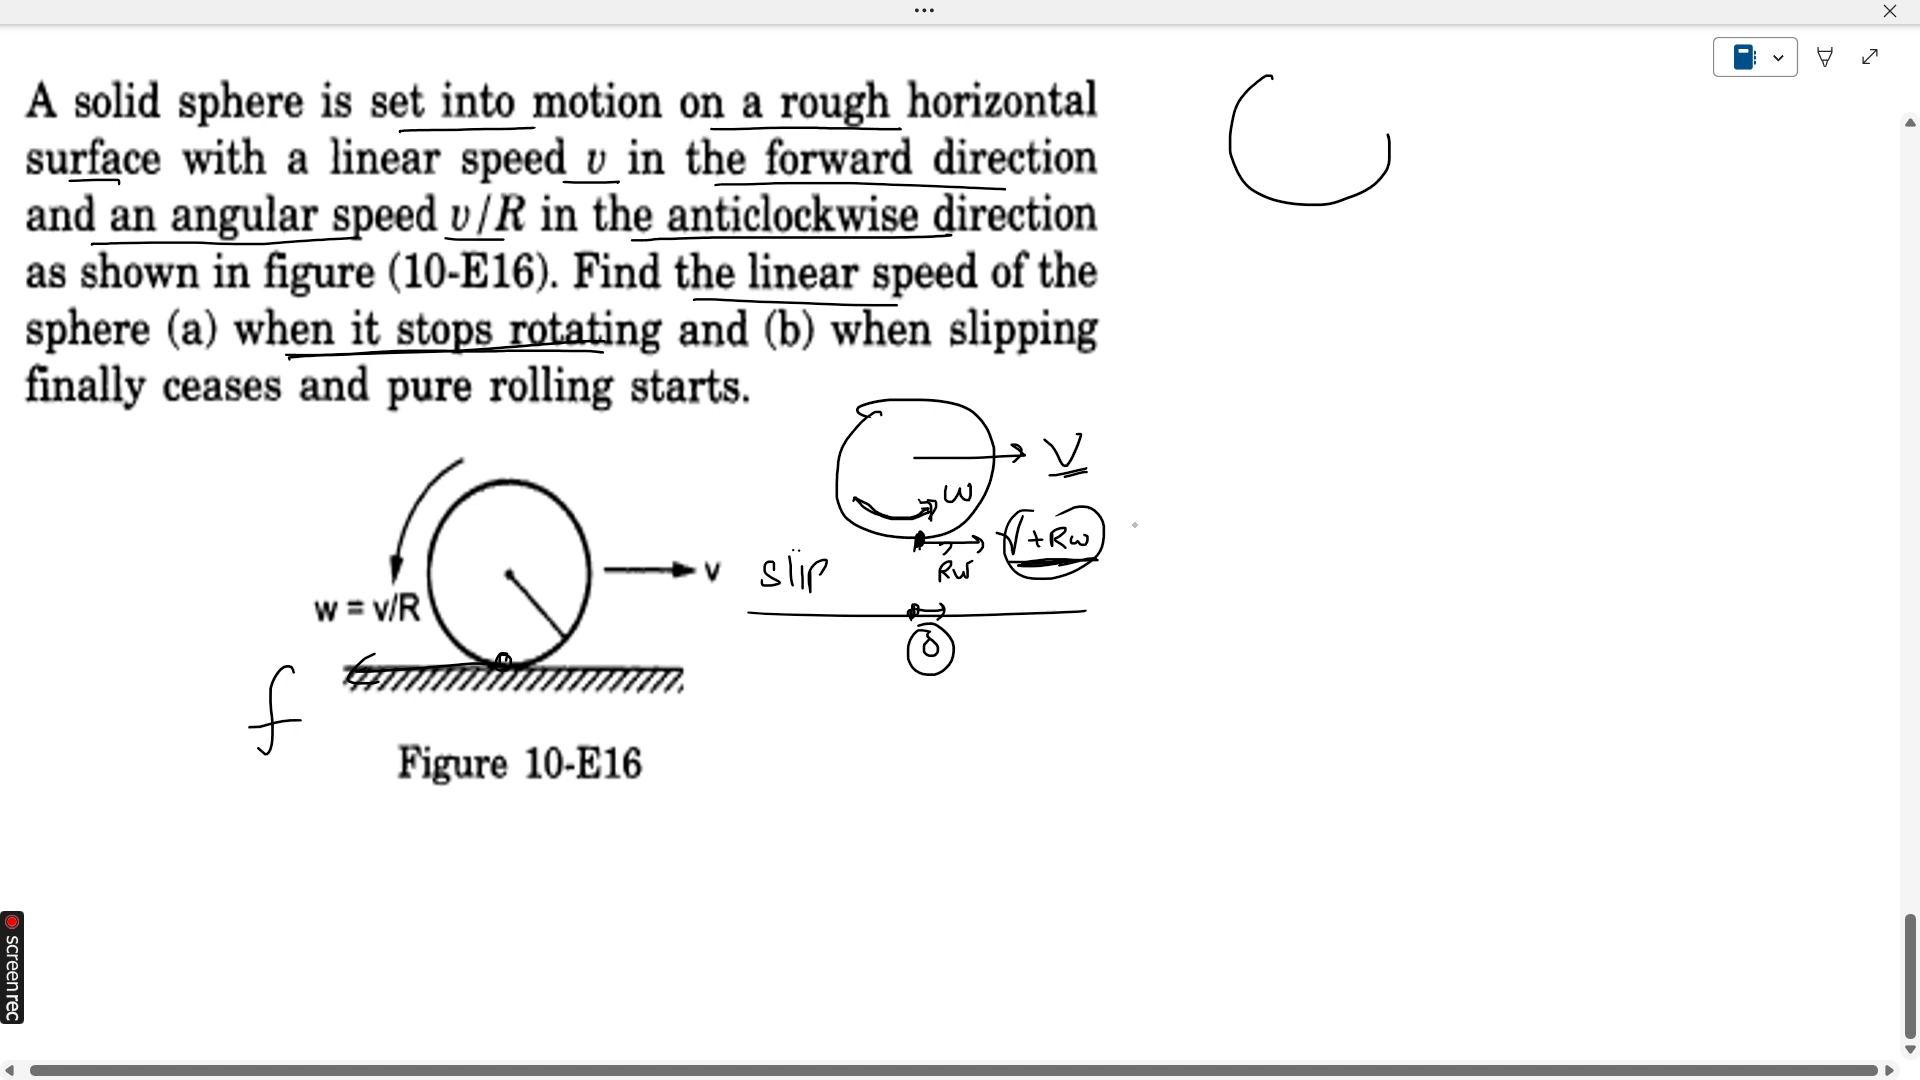 A solid sphere is set into motion on a rough horizontal
surface with a linear speed v in the forward direction
and an angular speed v/R in the anticlockwise direction
as shown in figure (10-E16). Find the linear speed of the
sphere (a) when it stops rotating and (b) when slipping
finally ceases and pure rolling starts.
V
w
V+Rw
Rw
slip
v
w = v/R
0
f
Figure 10-E16
screenrec